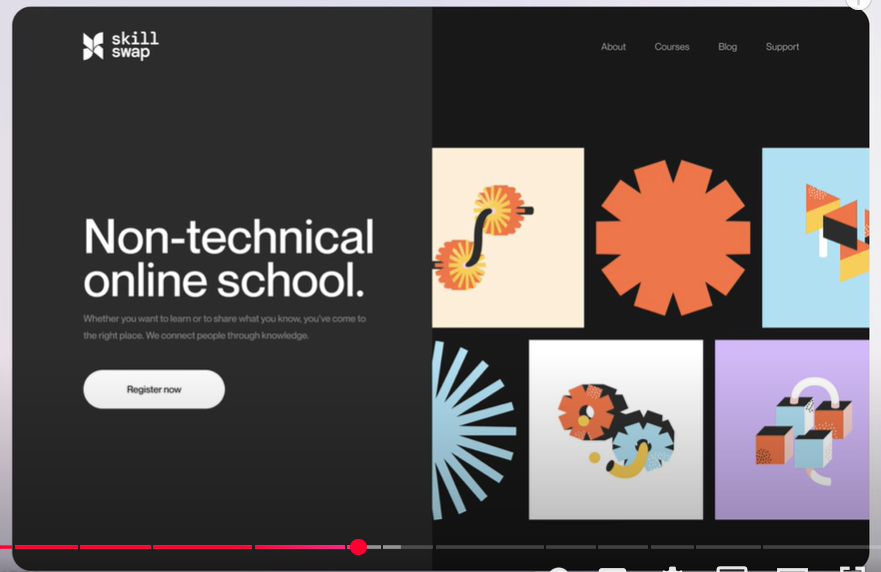 skill
swap
About Courses Blog Support
Non-technical
online school.
Whether you want to learn or to share what you know, you've come to
the right place. We connect people through knowledge.
Register now